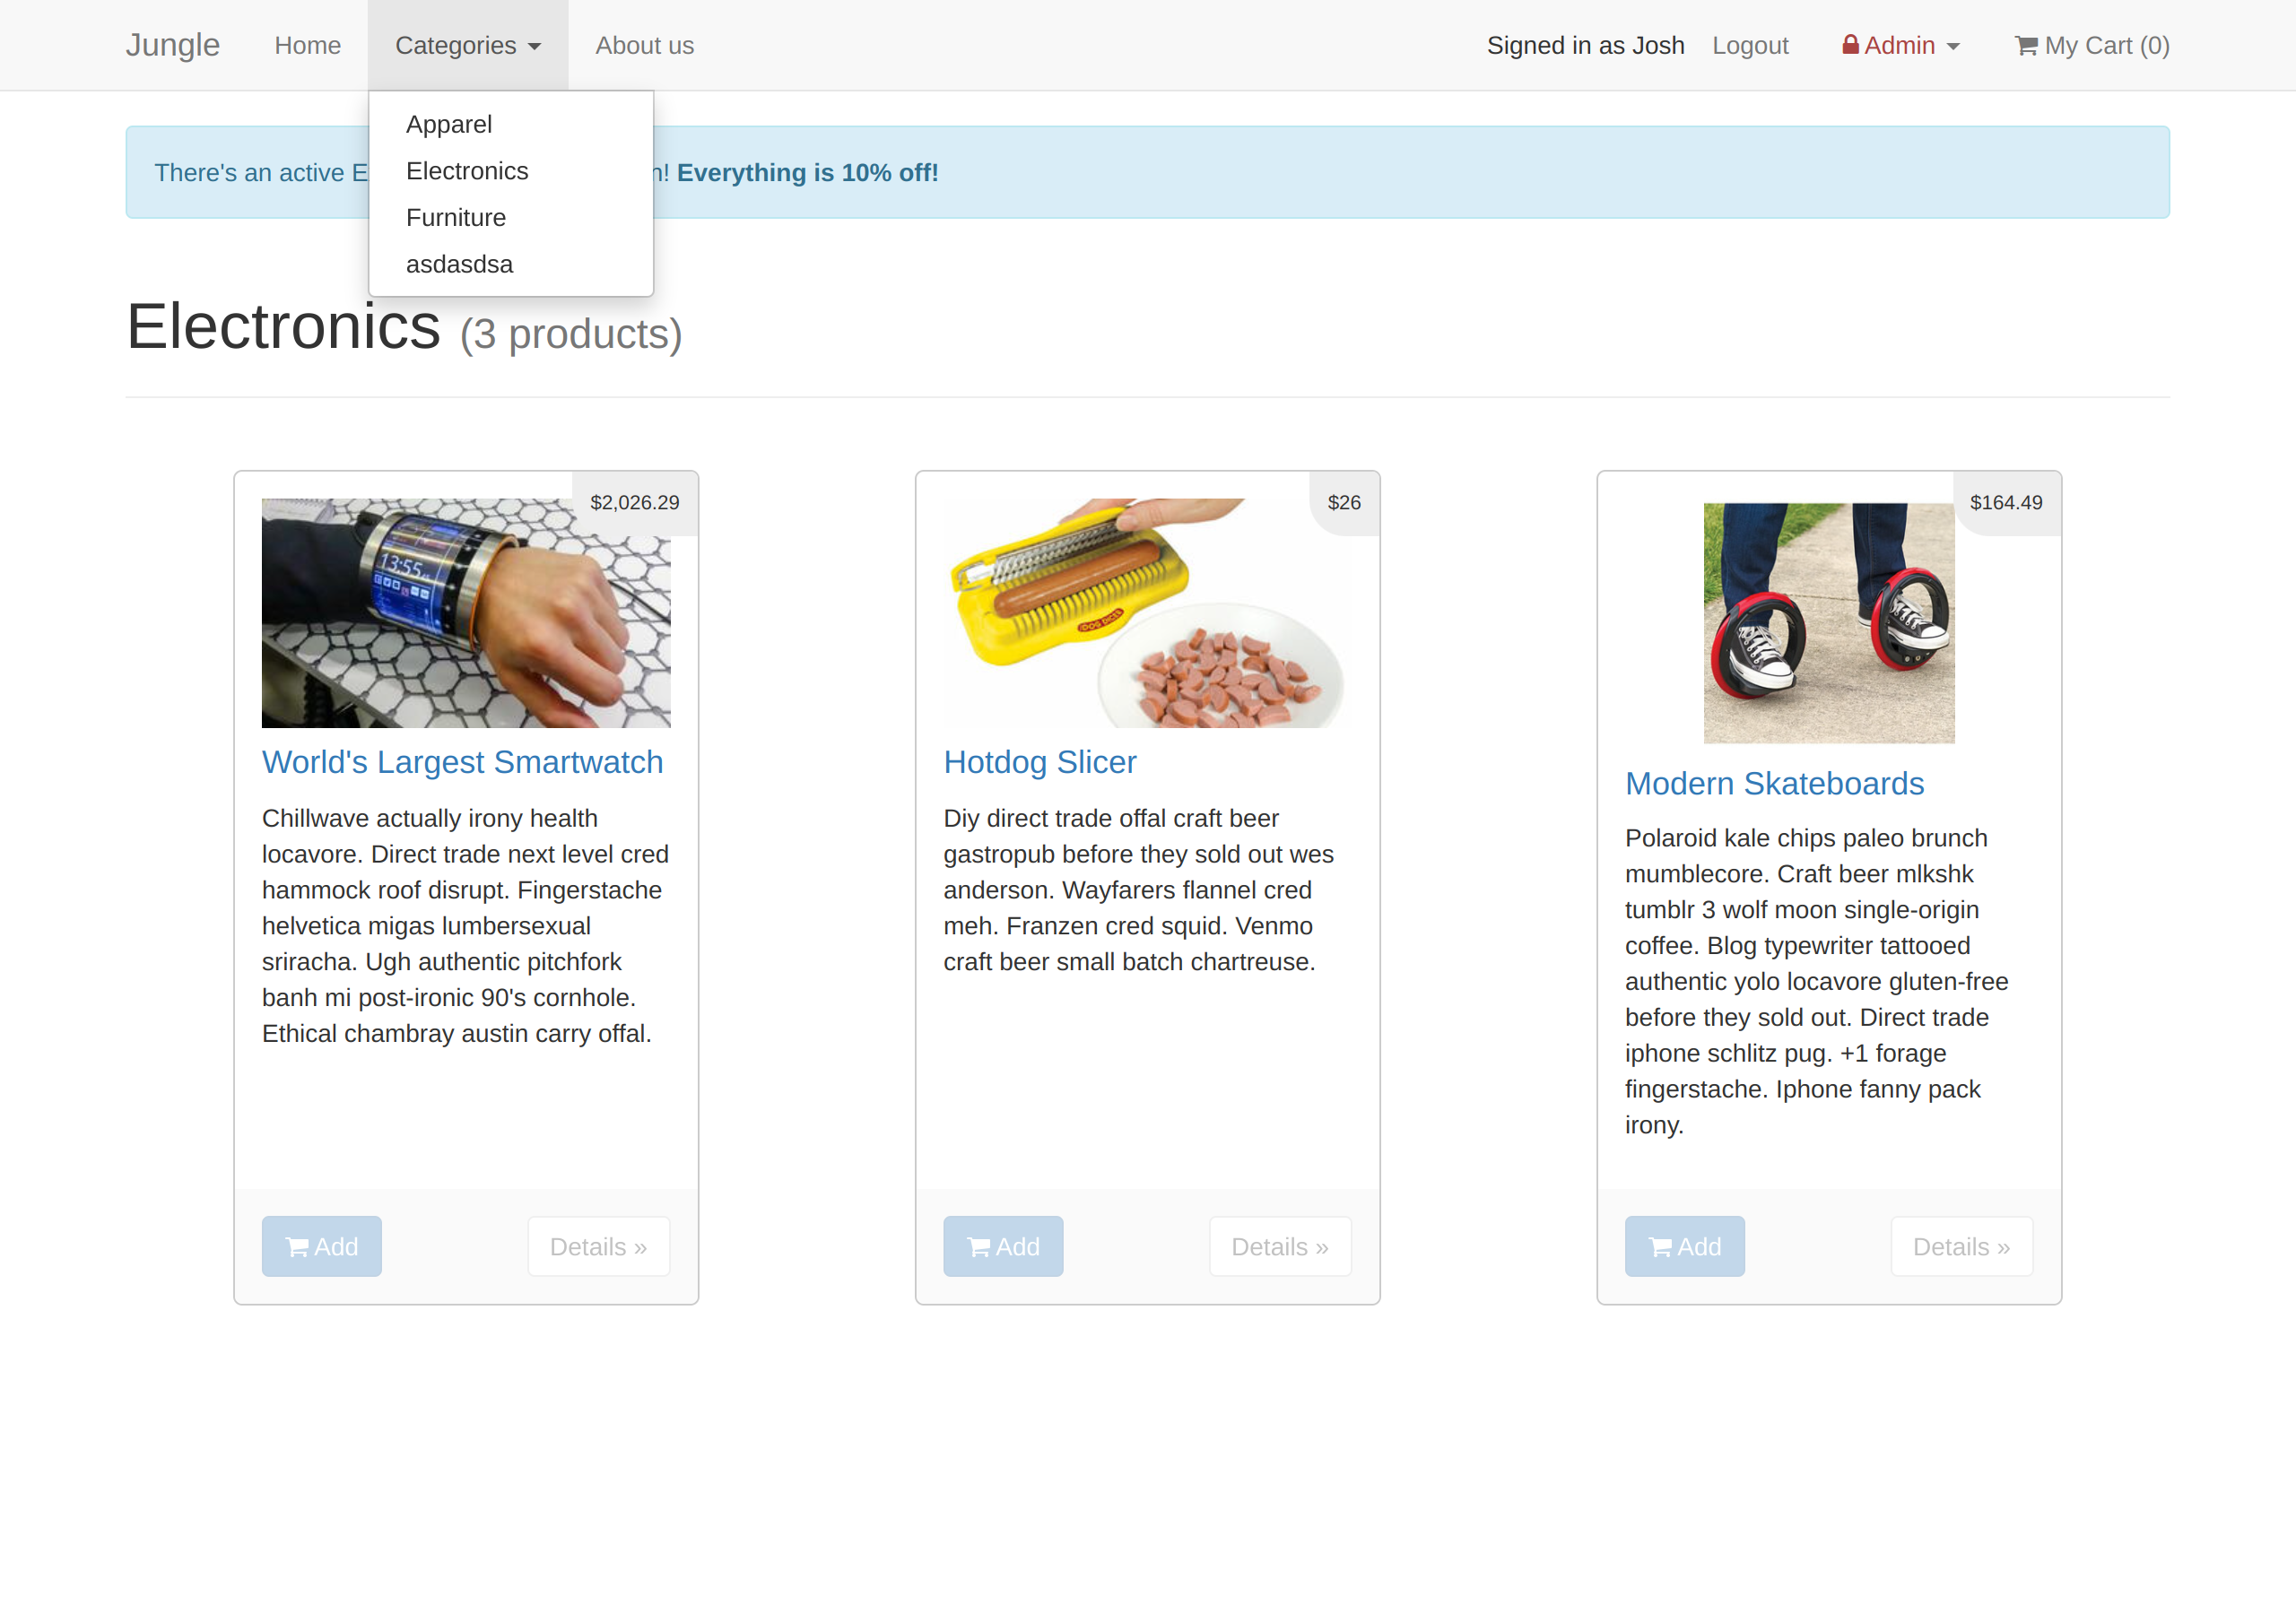 Jungle Home Categories About us Signed in as Josh Logout Admin My Cart (0)
Apparel
Electronics
Furniture
asdasdsa
There's an active E n! Everything is 10% off!
Electronics (3 products)
$2,026.29
13:55
World's Largest Smartwatch
Chillwave actually irony health
locavore. Direct trade next level cred
hammock roof disrupt. Fingerstache
helvetica migas lumbersexual
sriracha. Ugh authentic pitchfork
banh mi post-ironic 90's cornhole.
Ethical chambray austin carry offal.
Add Details »
$26
DOG DICER
Hotdog Slicer
Diy direct trade offal craft beer
gastropub before they sold out wes
anderson. Wayfarers flannel cred
meh. Franzen cred squid. Venmo
craft beer small batch chartreuse.
Add Details »
$164.49
Modern Skateboards
Polaroid kale chips paleo brunch
mumblecore. Craft beer mlkshk
tumblr 3 wolf moon single-origin
coffee. Blog typewriter tattooed
authentic yolo locavore gluten-free
before they sold out. Direct trade
iphone schlitz pug. +1 forage
fingerstache. Iphone fanny pack
irony.
Add Details »